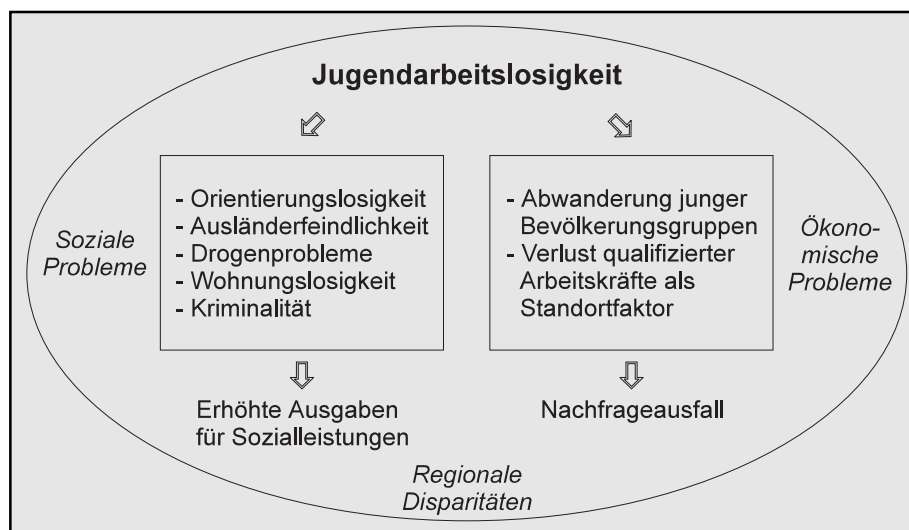 Jugendarbeitslosigkeit
Soziale
Probleme
- Orientierungslosigkeit
- Ausländerfeindlichkeit
- Drogenprobleme
- Wohnungslosigkeit
- Kriminalität
- Abwanderung junger
Bevölkerungsgruppen
- Verlust qualifizierter
Arbeitskräfte als
Standortfaktor
Ökono-
mische
Probleme
Erhöhte Ausgaben
für Sozialleistungen
Nachfrageausfall
Regionale
Disparitäten